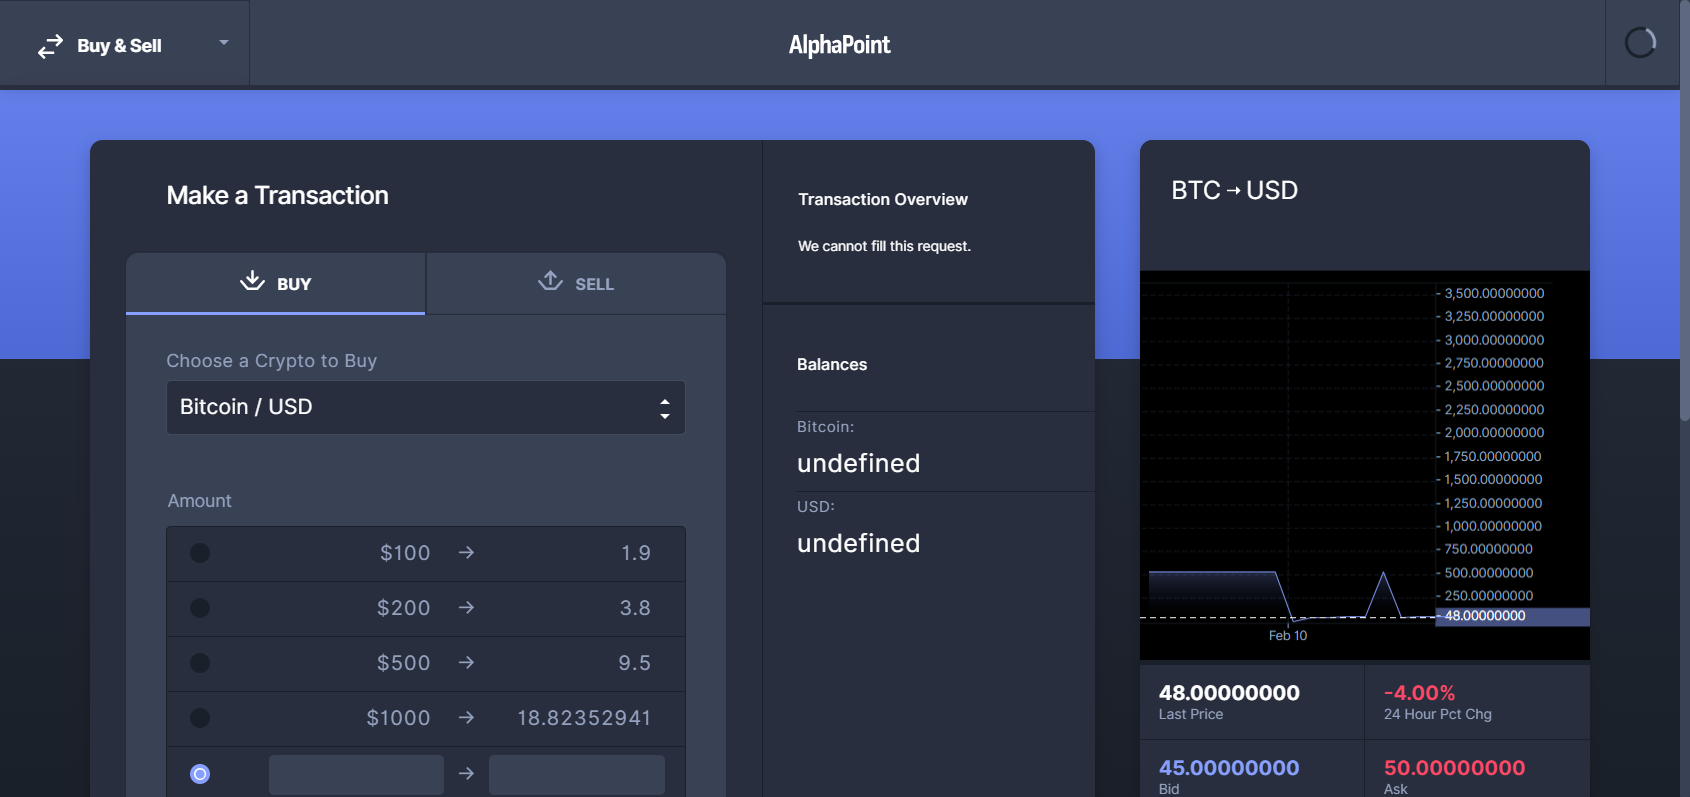 Buy & Sell
AlphaPoint
Make a Transaction
BUY
SELL
Choose a Crypto to Buy
Bitcoin / USD
Amount
$100 → 1.9
$200 → 3.8
$500 → 9.5
$1000 → 18.82352941
→
Transaction Overview
We cannot fill this request.
Balances
Bitcoin:
undefined
USD:
undefined
BTC → USD
3,500.00000000
3,250.00000000
3,000.00000000
2,750.00000000
2,500.00000000
2,250.00000000
2,000.00000000
1,750.00000000
1,500.00000000
1,250.00000000
1,000.00000000
750.00000000
500.00000000
250.00000000
48.00000000
Feb 10
48.00000000
Last Price
-4.00%
24 Hour Pct Chg
45.00000000
Bid
50.00000000
Ask